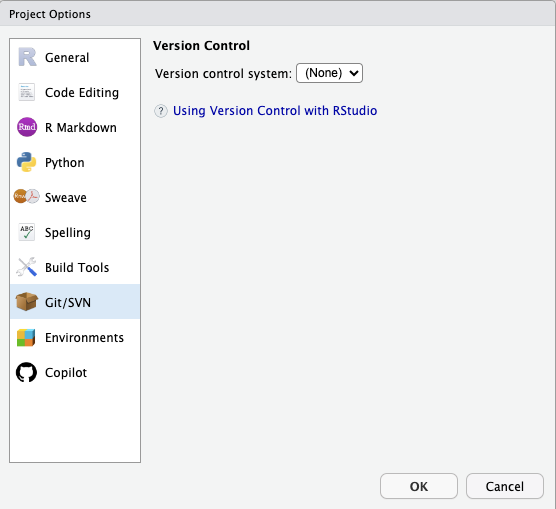 Project Options
General
Code Editing
Rmd R Markdown
Python
Sweave
ABC Spelling
Build Tools
Git/SVN
Environments
Copilot
Version Control
Version control system: (None)
? Using Version Control with RStudio
OK Cancel